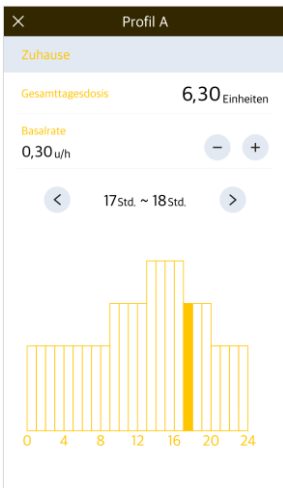 Profil A
Zuhause
Gesamttagesdosis 6,30 Einheiten
Basalrate
0,30 u/h
17 Std. ~ 18 Std.
0 4 8 12 16 20 24